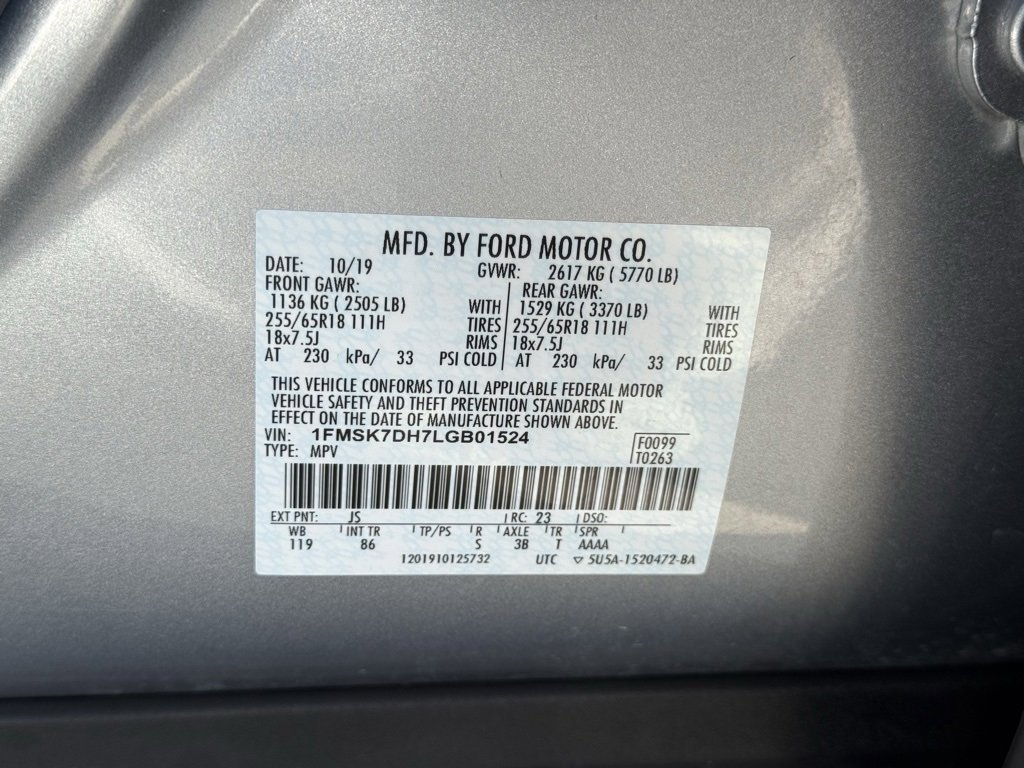 MFD. BY FORD MOTOR CO.
DATE: 10/19 GVWR: 2617 KG ( 5770 LB)
FRONT GAWR: REAR GAWR:
1136 KG ( 2505 LB) WITH 1529 KG ( 3370 LB) WITH
255/65R18 111H TIRES 255/65R18 111H TIRES
18x7.5J RIMS 18x7.5J RIMS
AT 230 kPa/ 33 PSI COLD AT 230 kPa/ 33 PSI COLD
THIS VEHICLE CONFORMS TO ALL APPLICABLE FEDERAL MOTOR
VEHICLE SAFETY AND THEFT PREVENTION STANDARDS IN
EFFECT ON THE DATE OF MANUFACTURE SHOWN ABOVE.
VIN: 1FMSK7DH7LGB01524 F0099
TYPE: MPV T0263
EXT PNT: JS RC: 23 DSO:
WB INT TR TP/PS R AXLE TR SPR
119 86 S 3B T AAAA
1201910125732 UTC ▽ 5U5A-1520472-BA